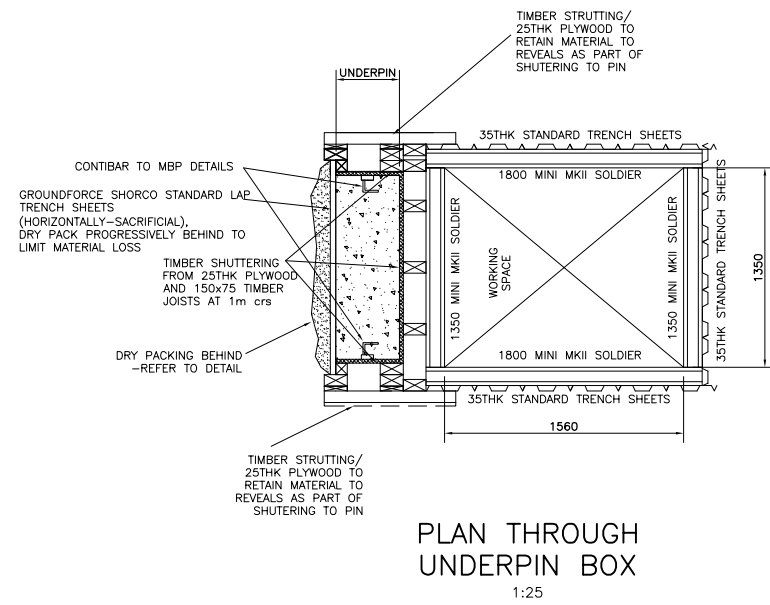 TIMBER STRUTTING/
25THK PLYWOOD TO
RETAIN MATERIAL TO
REVEALS AS PART OF
SHUTERING TO PIN
UNDERPIN
35THK STANDARD TRENCH SHEETS
CONTIBAR TO MBP DETAILS
GROUNDFORCE SHORCO STANDARD LAP
TRENCH SHEETS
(HORIZONTALLY-SACRIFICIAL),
DRY PACK PROGRESSIVELY BEHIND TO
LIMIT MATERIAL LOSS
TIMBER SHUTTERING
FROM 25THK PLYWOOD
AND 150x75 TIMBER
JOISTS AT 1m crs
DRY PACKING BEHIND
-REFER TO DETAIL
1800 MINI MKII SOLDIER
1350 MINI MKII SOLDIER
WORKING
SPACE
1350 MINI MKII SOLDIER
35THK STANDARD TRENCH SHEETS
1350
1800 MINI MKII SOLDIER
35THK STANDARD TRENCH SHEETS
1560
TIMBER STRUTTING/
25THK PLYWOOD TO
RETAIN MATERIAL TO
REVEALS AS PART OF
SHUTERING TO PIN
PLAN THROUGH
UNDERPIN BOX
1:25